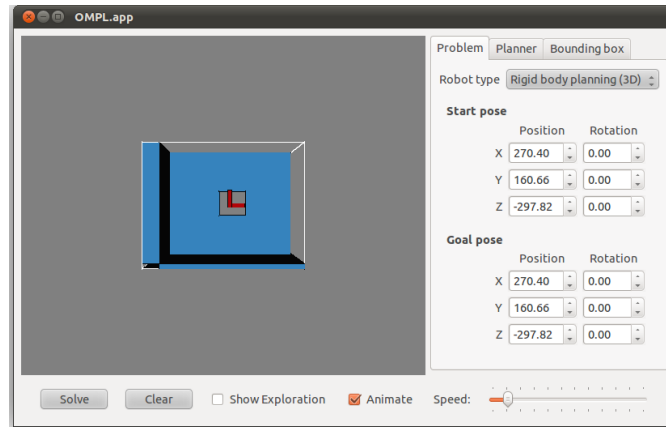 OMPL.app
Problem Planner Bounding box
Robot type Rigid body planning (3D)
Start pose
Position Rotation
X 270.40 0.00
Y 160.66 0.00
Z -297.82 0.00
Goal pose
Position Rotation
X 270.40 0.00
Y 160.66 0.00
Z -297.82 0.00
Solve Clear Show Exploration Animate Speed: